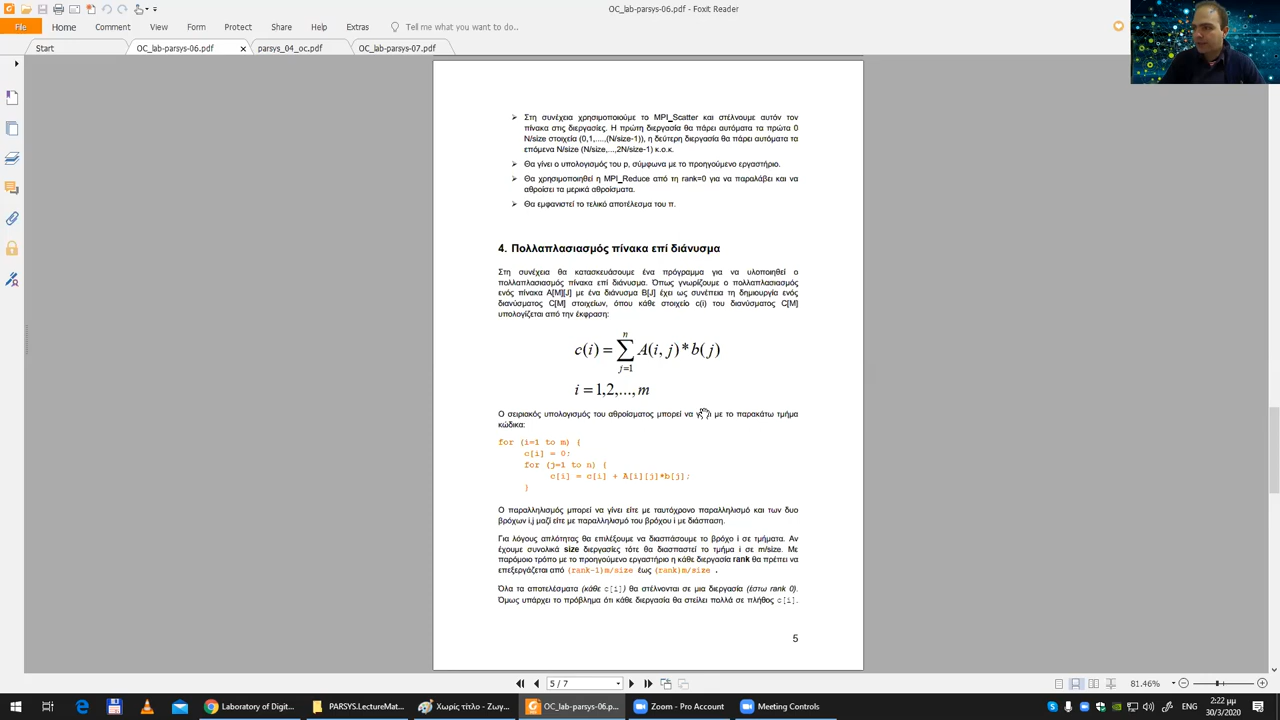 OC_lab-parsys-06.pdf - Foxit Reader
File Home Comment View Form Protect Share Help Extras Tell me what you want to do..
Start OC_lab-parsys-06.pdf parsys_04_oc.pdf OC_lab-parsys-07.pdf
Στη συνέχεια χρησιμοποιούμε το MPI_Scatter και στέλνουμε αυτόν τον
πίνακα στις διεργασίες. Η πρώτη διεργασία θα πάρει αυτόματα τα πρώτα 0
N/size στοιχεία (0,1,....,(N/size-1)), η δεύτερη διεργασία θα πάρει αυτόματα τα
επόμενα N/size (N/size,...,2N/size-1) κ.ο.κ.
Θα γίνει ο υπολογισμός του p, σύμφωνα με το προηγούμενο εργαστήριο.
Θα χρησιμοποιηθεί η MPI_Reduce από τη rank=0 για να παραλάβει και να
αθροίσει τα μερικά αθροίσματα.
Θα εμφανιστεί το τελικό αποτέλεσμα του π.
4. Πολλαπλασιασμός πίνακα επί διάνυσμα
Στη συνέχεια θα κατασκευάσουμε ένα πρόγραμμα για να υλοποιηθεί ο
πολλαπλασιασμός πίνακα επί διάνυσμα. Όπως γνωρίζουμε ο πολλαπλασιασμός
ενός πίνακα A[M][J] με ένα διάνυσμα B[J] έχει ως συνέπεια τη δημιουργία ενός
διανύσματος C[M] στοιχείων, όπου κάθε στοιχείο c(i) του διανύσματος C[M]
υπολογίζεται από την έκφραση:
n
c(i) = ∑ A(i, j) * b( j)
j=1
i = 1,2,..., m
Ο σειριακός υπολογισμός του αθροίσματος μπορεί να με το παρακάτω τμήμα
κώδικα:
for (i=1 to m) {
c[i] = 0;
for (j=1 to n) {
c[i] = c[i] + A[i][j]*b[j];
}
Ο παραλληλισμός μπορεί να γίνει είτε με ταυτόχρονο παραλληλισμό και των δυο
βρόχων i,j μαζί είτε με παραλληλισμό του βρόχου i με διάσπαση.
Για λόγους απλότητας θα επιλέξουμε να διασπάσουμε το βρόχο i σε τμήματα. Αν
έχουμε συνολικά size διεργασίες τότε θα διασπαστεί το τμήμα i σε m/size. Με
παρόμοιο τρόπο με το προηγούμενο εργαστήριο η κάθε διεργασία rank θα πρέπει να
επεξεργάζεται από (rank-1)m/size έως (rank)m/size .
Όλα τα αποτελέσματα (κάθε c[i]) θα στέλνονται σε μια διεργασία (έστω rank 0).
Όμως υπάρχει το πρόβλημα ότι κάθε διεργασία θα στείλει πολλά σε πλήθος c[i].
5
5 / 7 81.46%
Laboratory of Digit... PARSYS.LectureMat... Χωρίς τίτλο - Ζωγ... OC_lab-parsys-06.p... Zoom - Pro Account Meeting Controls ENG 2:22 μμ
30/3/2020